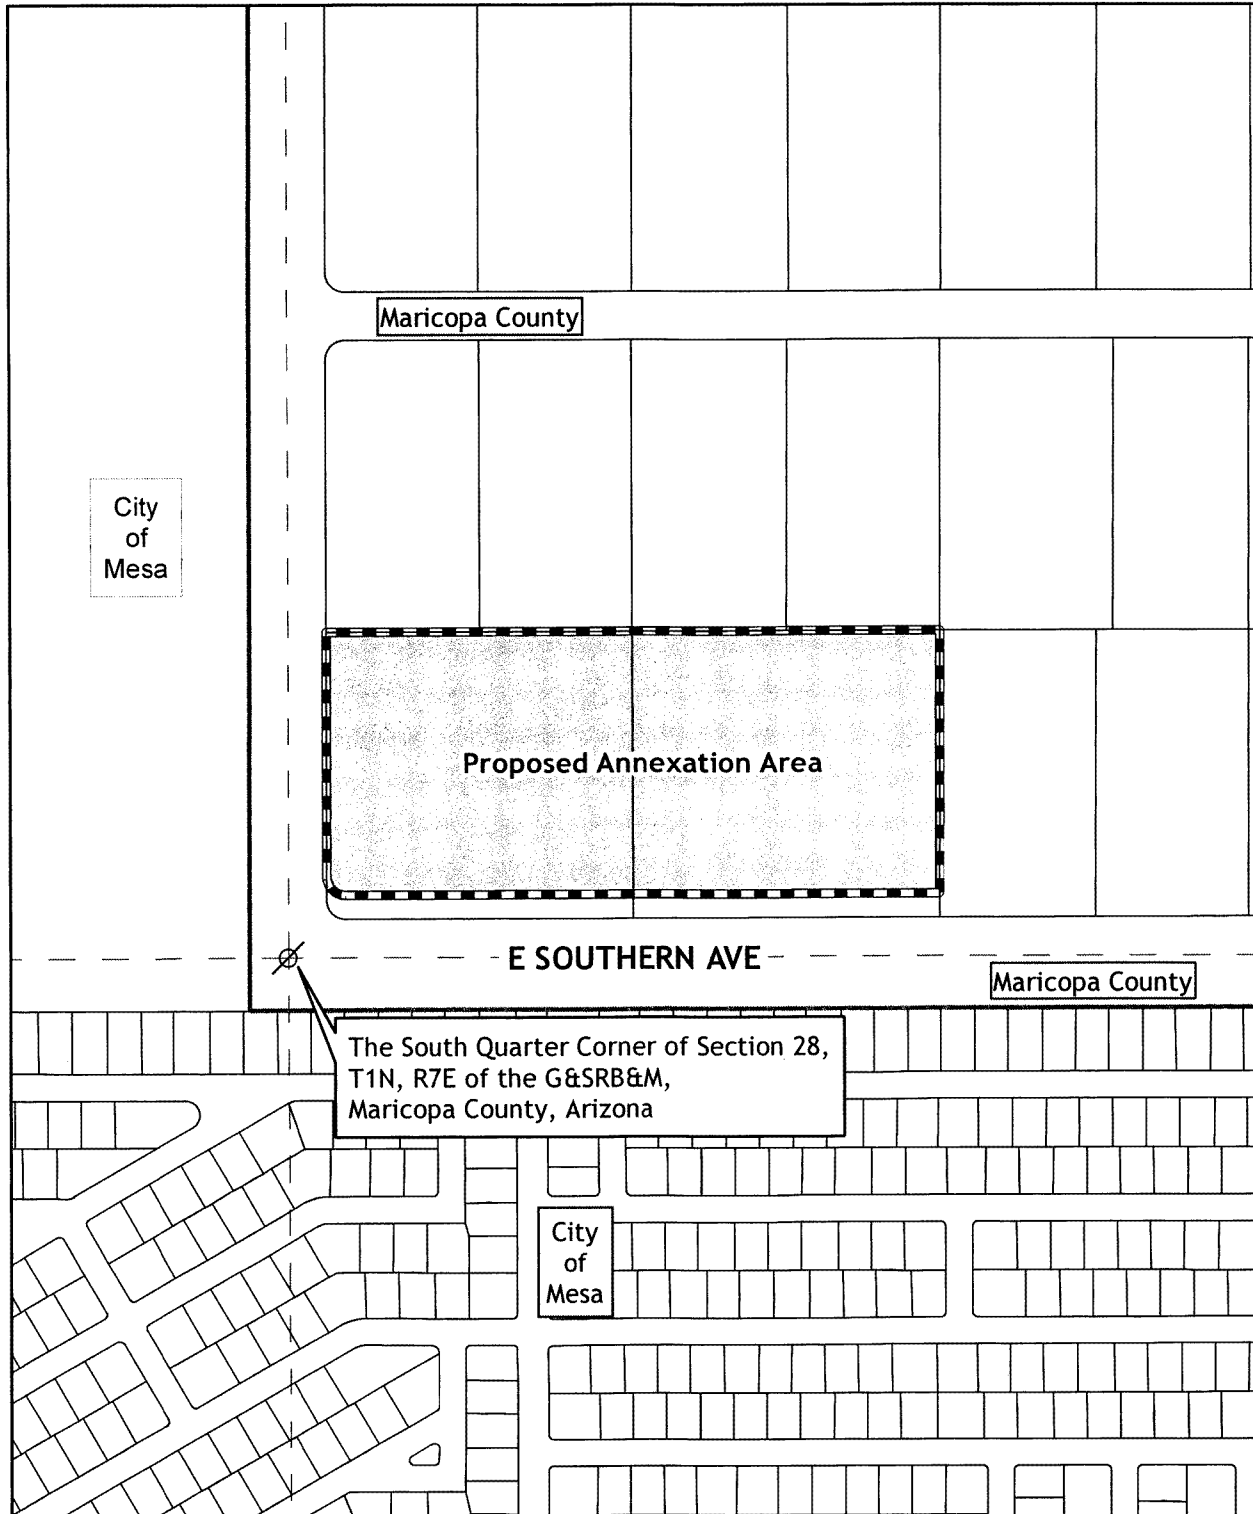 Maricopa County
City
of
Mesa
Proposed Annexation Area
E SOUTHERN AVE
Maricopa County
The South Quarter Corner of Section 28,
T1N, R7E of the G&SRB&M,
Maricopa County, Arizona
City
of
Mesa